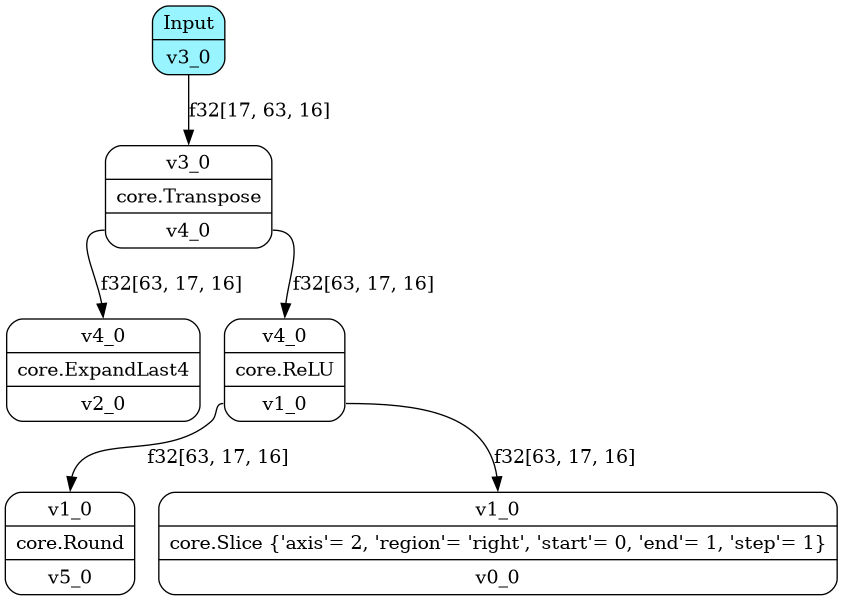 Input
v3_0
f32[17, 63, 16]
v3_0
core.Transpose
v4_0
f32[63, 17, 16]
f32[63, 17, 16]
v4_0
core.ExpandLast4
v2_0
v4_0
core.ReLU
v1_0
f32[63, 17, 16]
f32[63, 17, 16]
v1_0
core.Round
v5_0
v1_0
core.Slice {'axis'= 2, 'region'= 'right', 'start'= 0, 'end'= 1, 'step'= 1}
v0_0